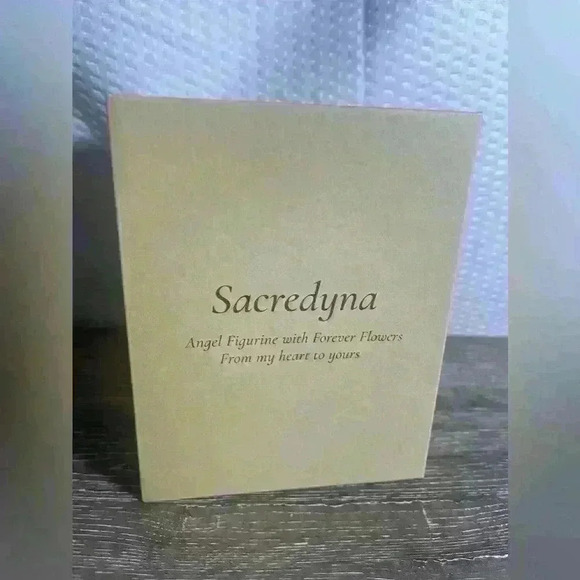 Sacredyna
Angel Figurine with Forever Flowers
From my heart to yours